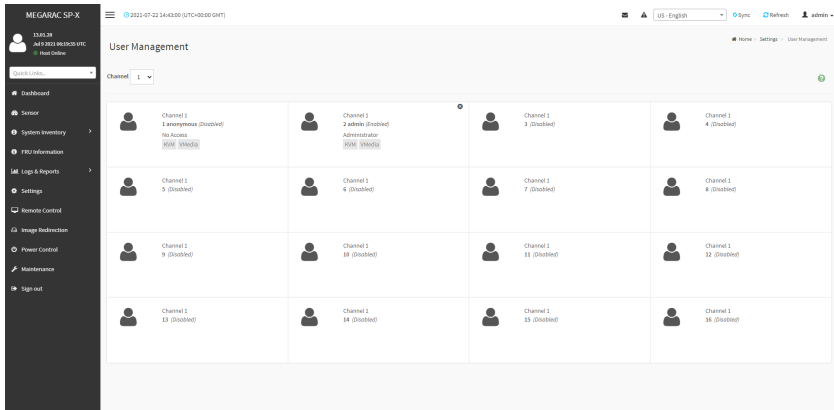 MEGARAC SP-X
2021-07-22 14:43:00 (UTC+00:00 GMT)
US - English
Sync
Refresh
admin
13.01.28
Jul 9 2021 06:19:35 UTC
Host Online
Quick Links...
Dashboard
Sensor
System Inventory
FRU Information
Logs & Reports
Settings
Remote Control
Image Redirection
Power Control
Maintenance
Sign out
User Management
Home > Settings > User Management
Channel 1
Channel 1
1 anonymous (Disabled)
No Access
KVM VMedia
Channel 1
2 admin (Enabled)
Administrator
KVM VMedia
Channel 1
3 (Disabled)
Channel 1
4 (Disabled)
Channel 1
5 (Disabled)
Channel 1
6 (Disabled)
Channel 1
7 (Disabled)
Channel 1
8 (Disabled)
Channel 1
9 (Disabled)
Channel 1
10 (Disabled)
Channel 1
11 (Disabled)
Channel 1
12 (Disabled)
Channel 1
13 (Disabled)
Channel 1
14 (Disabled)
Channel 1
15 (Disabled)
Channel 1
16 (Disabled)